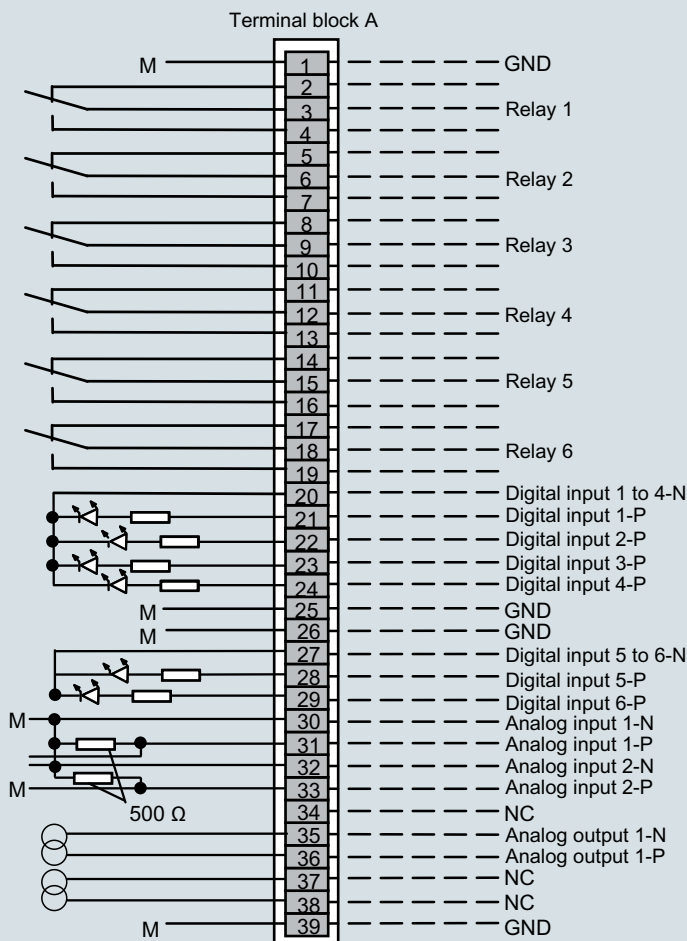 Terminal block A
M 1 GND
2
3 Relay 1
4
5
6 Relay 2
7
8
9 Relay 3
10
11
12 Relay 4
13
14
15 Relay 5
16
17
18 Relay 6
19
20 Digital input 1 to 4-N
21 Digital input 1-P
22 Digital input 2-P
23 Digital input 3-P
24 Digital input 4-P
M 25 GND
M 26 GND
27 Digital input 5 to 6-N
28 Digital input 5-P
29 Digital input 6-P
M 30 Analog input 1-N
31 Analog input 1-P
32 Analog input 2-N
M 33 Analog input 2-P
500 Ω 34 NC
35 Analog output 1-N
36 Analog output 1-P
37 NC
38 NC
M 39 GND